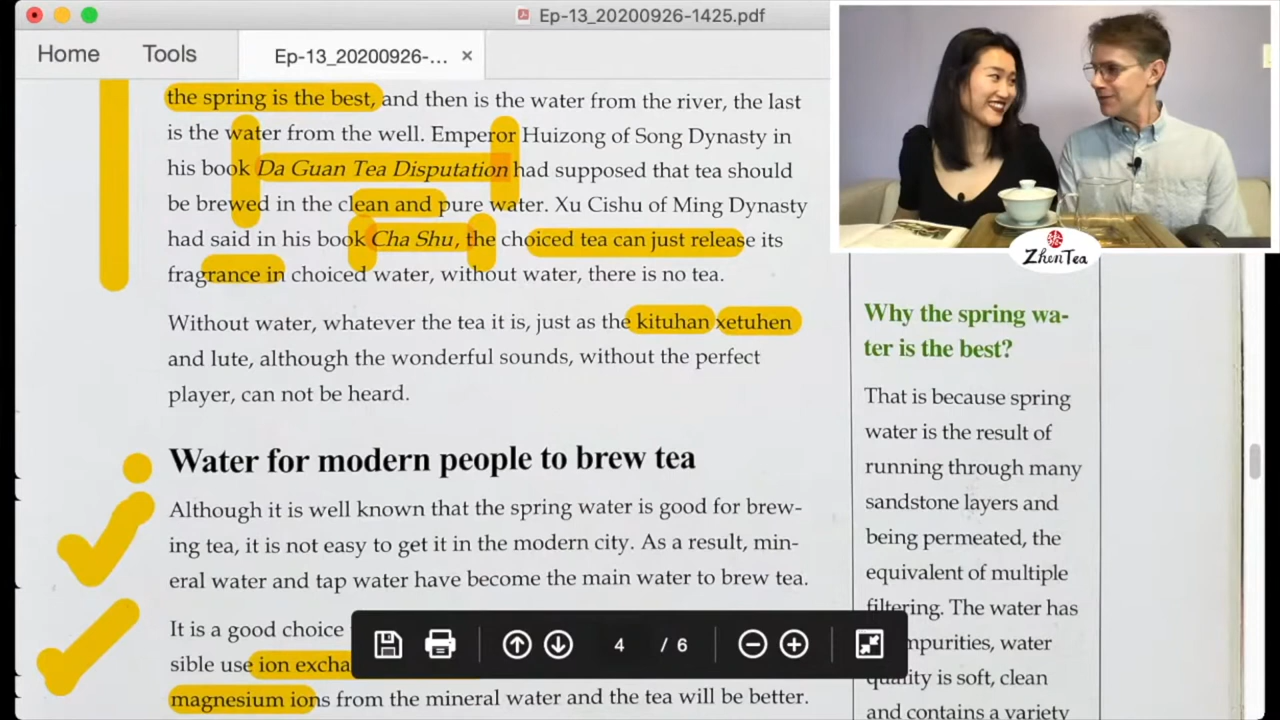 Ep-13_20200926-1425.pdf
Home Tools Ep-13_20200926-... ×
the spring is the best, and then is the water from the river, the last
is the water from the well. Emperor Huizong of Song Dynasty in
his book Da Guan Tea Disputation had supposed that tea should
be brewed in the clean and pure water. Xu Cishu of Ming Dynasty
had said in his book Cha Shu, the choiced tea can just release its
fragrance in choiced water, without water, there is no tea.
Without water, whatever the tea it is, just as the kituhan xetuhen
and lute, although the wonderful sounds, without the perfect
player, can not be heard.
Water for modern people to brew tea
Although it is well known that the spring water is good for brew-
ing tea, it is not easy to get it in the modern city. As a result, min-
eral water and tap water have become the main water to brew tea.
It is a good choice
sible use ion excha
magnesium ions from the mineral water and the tea will be better.
4 / 6
張
ZhenTea
Why the spring wa-
ter is the best?
That is because spring
water is the result of
running through many
sandstone layers and
being permeated, the
equivalent of multiple
filtering. The water has
mpurities, water
quality is soft, clean
and contains a variety